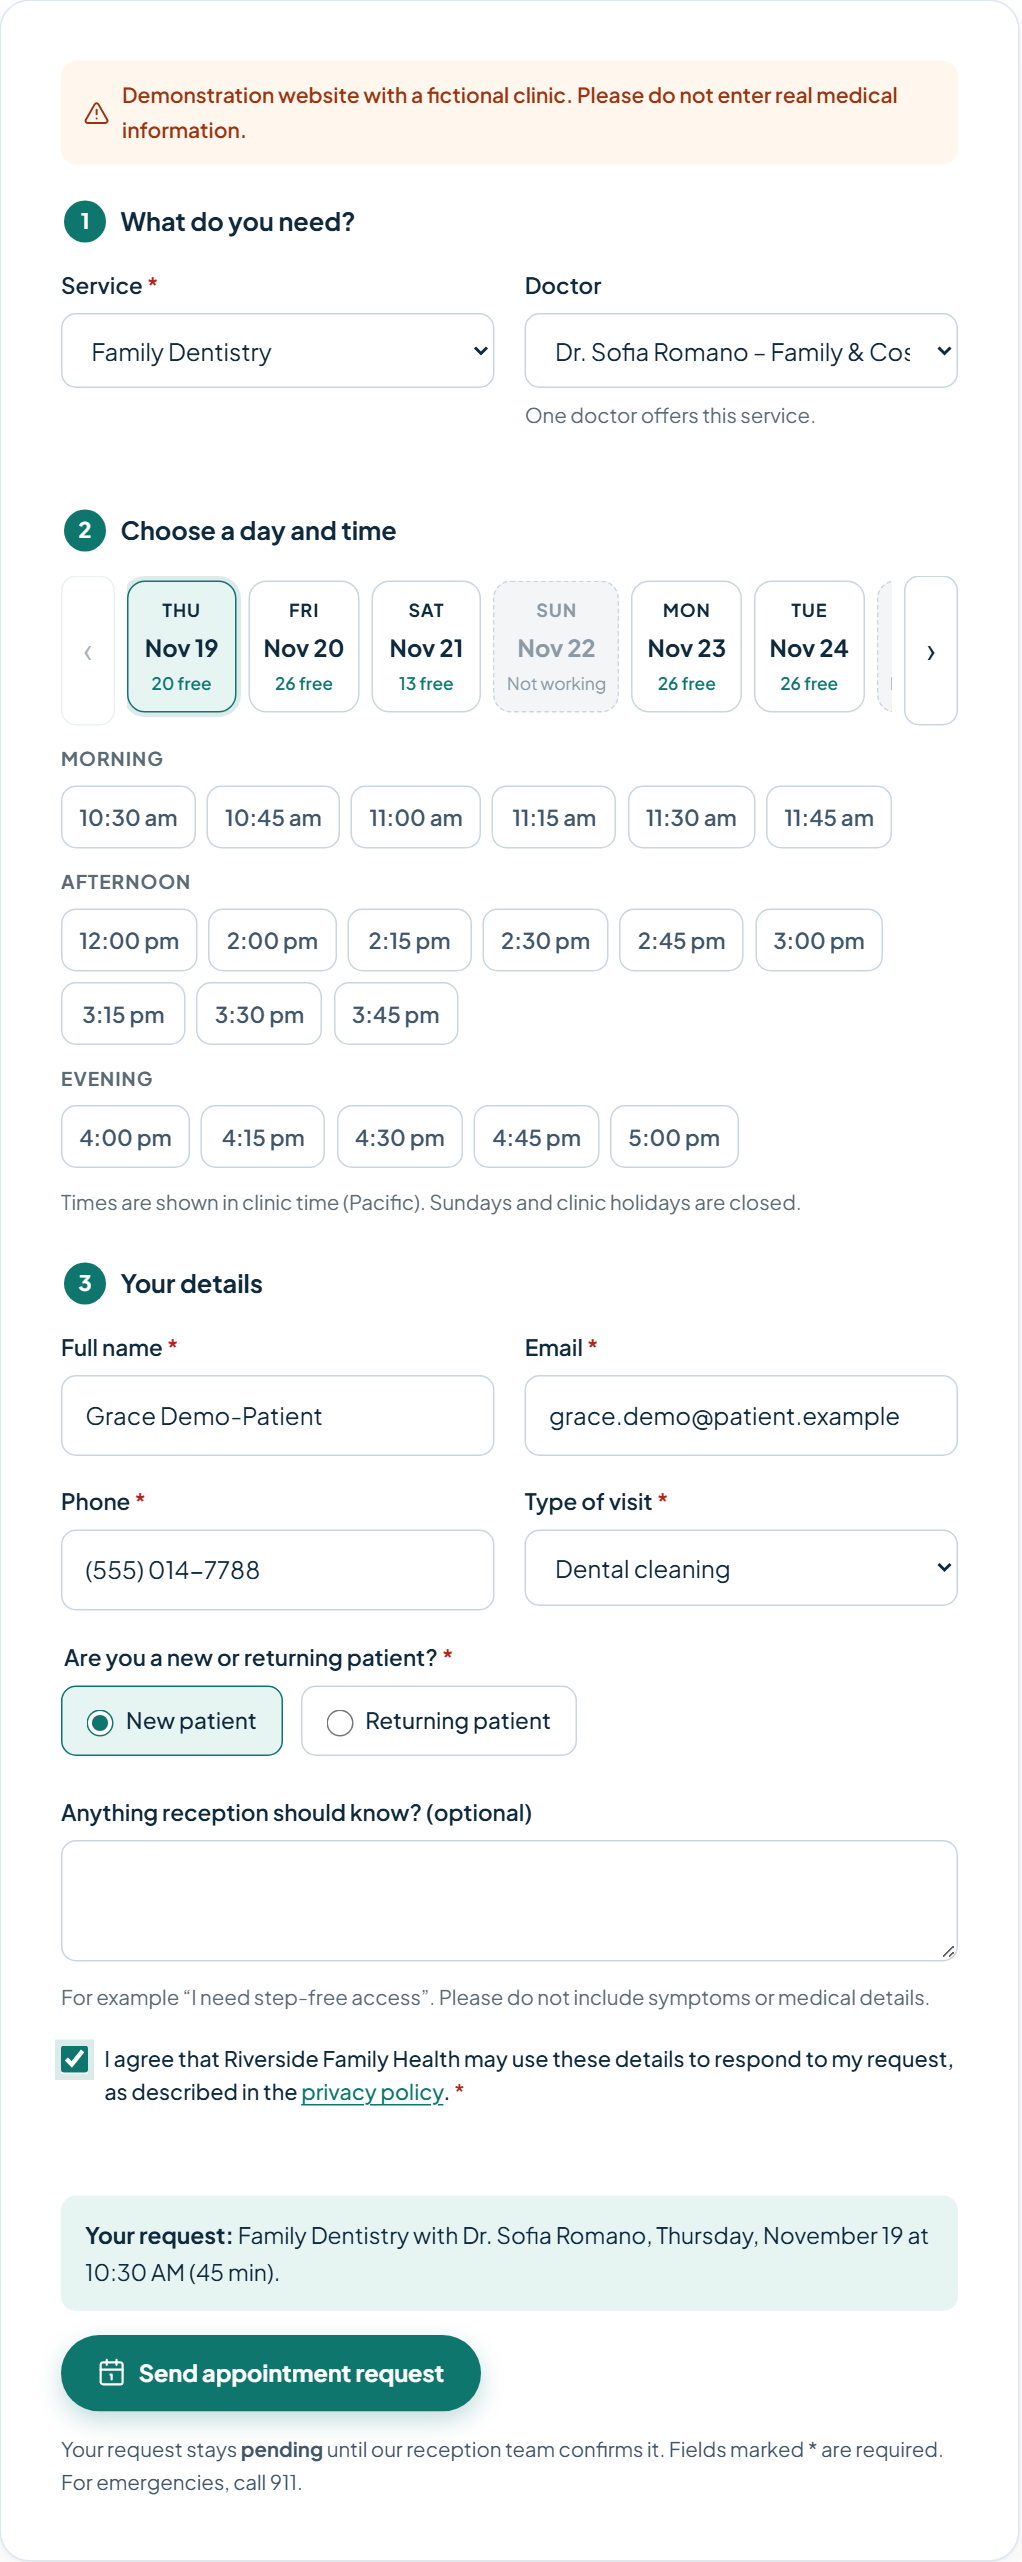 Demonstration website with a fictional clinic. Please do not enter real medical
information.
1 What do you need?
Service * Doctor
Family Dentistry Dr. Sofia Romano – Family & Cos
One doctor offers this service.
2 Choose a day and time
‹ THU FRI SAT SUN MON TUE ›
Nov 19 Nov 20 Nov 21 Nov 22 Nov 23 Nov 24
20 free 26 free 13 free Not working 26 free 26 free
MORNING
10:30 am 10:45 am 11:00 am 11:15 am 11:30 am 11:45 am
AFTERNOON
12:00 pm 2:00 pm 2:15 pm 2:30 pm 2:45 pm 3:00 pm
3:15 pm 3:30 pm 3:45 pm
EVENING
4:00 pm 4:15 pm 4:30 pm 4:45 pm 5:00 pm
Times are shown in clinic time (Pacific). Sundays and clinic holidays are closed.
3 Your details
Full name * Email *
Grace Demo-Patient grace.demo@patient.example
Phone * Type of visit *
(555) 014-7788 Dental cleaning
Are you a new or returning patient? *
New patient Returning patient
Anything reception should know? (optional)
For example “I need step-free access”. Please do not include symptoms or medical details.
I agree that Riverside Family Health may use these details to respond to my request,
as described in the privacy policy. *
Your request: Family Dentistry with Dr. Sofia Romano, Thursday, November 19 at
10:30 AM (45 min).
Send appointment request
Your request stays pending until our reception team confirms it. Fields marked * are required.
For emergencies, call 911.